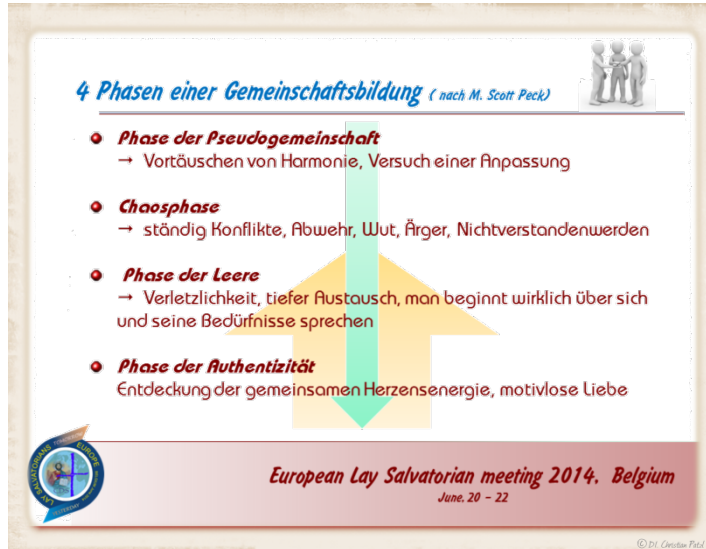 4 Phasen einer Gemeinschaftsbildung ( nach M. Scott Peck)
Phase der Pseudogemeinschaft
→ Vortäuschen von Harmonie, Versuch einer Anpassung
Chaosphase
→ ständig Konflikte, Abwehr, Wut, Ärger, Nichtverstandenwerden
Phase der Leere
→ Verletzlichkeit, tiefer Austausch, man beginnt wirklich über sich
und seine Bedürfnisse sprechen
Phase der Authentizität
Entdeckung der gemeinsamen Herzensenergie, motivlose Liebe
LAY SALVATORIANS
EUROPE
YESTERDAY
European Lay Salvatorian meeting 2014. Belgium
June. 20 - 22